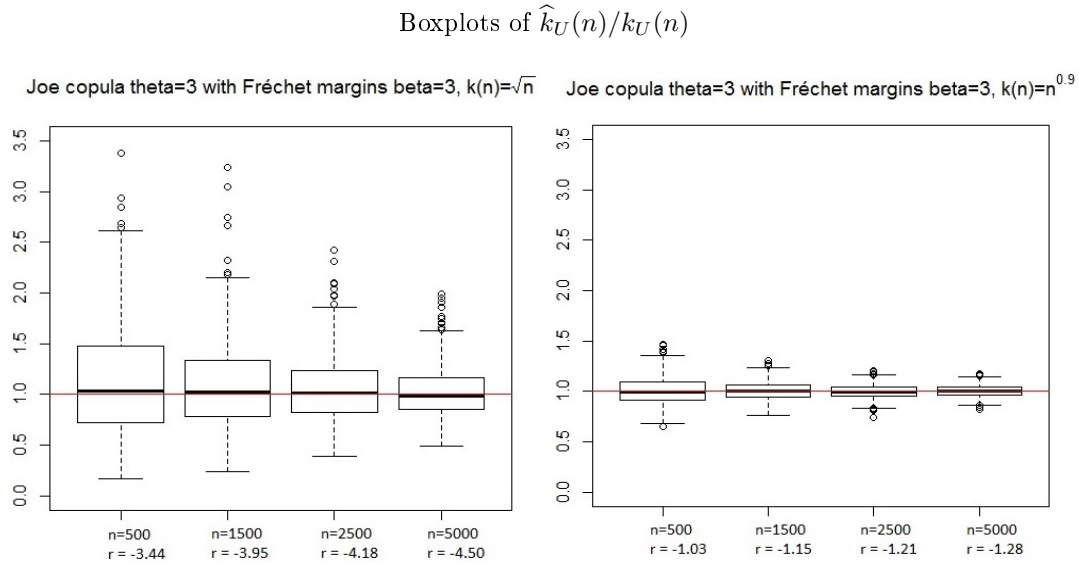 Boxplots of k̂_U(n)/k_U(n)
Joe copula theta=3 with Fréchet margins beta=3, k(n)=√n
3.5
3.0
2.5
2.0
1.5
1.0
0.5
0.0
n=500 n=1500 n=2500 n=5000
r = -3.44 r = -3.95 r = -4.18 r = -4.50
Joe copula theta=3 with Fréchet margins beta=3, k(n)=n^0.9
3.5
3.0
2.5
2.0
1.5
1.0
0.5
0.0
n=500 n=1500 n=2500 n=5000
r = -1.03 r = -1.15 r = -1.21 r = -1.28